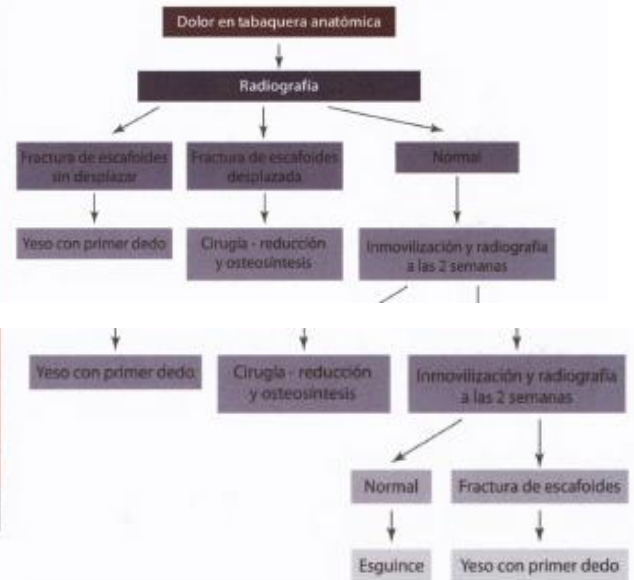 Dolor en tabaquera anatómica
Radiografía
Fractura de escafoides
sin desplazar
Fractura de escafoides
desplazada
Normal
Yeso con primer dedo
Cirugía - reducción
y osteosíntesis
Inmovilización y radiografía
a las 2 semanas
Yeso con primer dedo
Cirugía - reducción
y osteosíntesis
Inmovilización y radiografía
a las 2 semanas
Normal
Fractura de escafoides
Esguince
Yeso con primer dedo